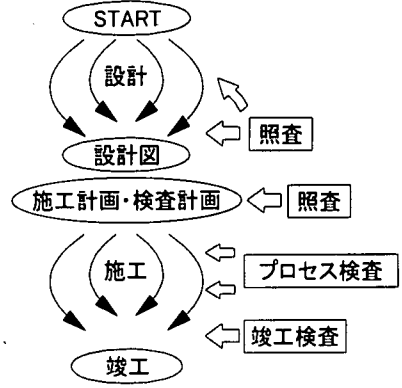 START
設計
照査
設計図
施工計画・検査計画
照査
施工
プロセス検査
竣工検査
竣工